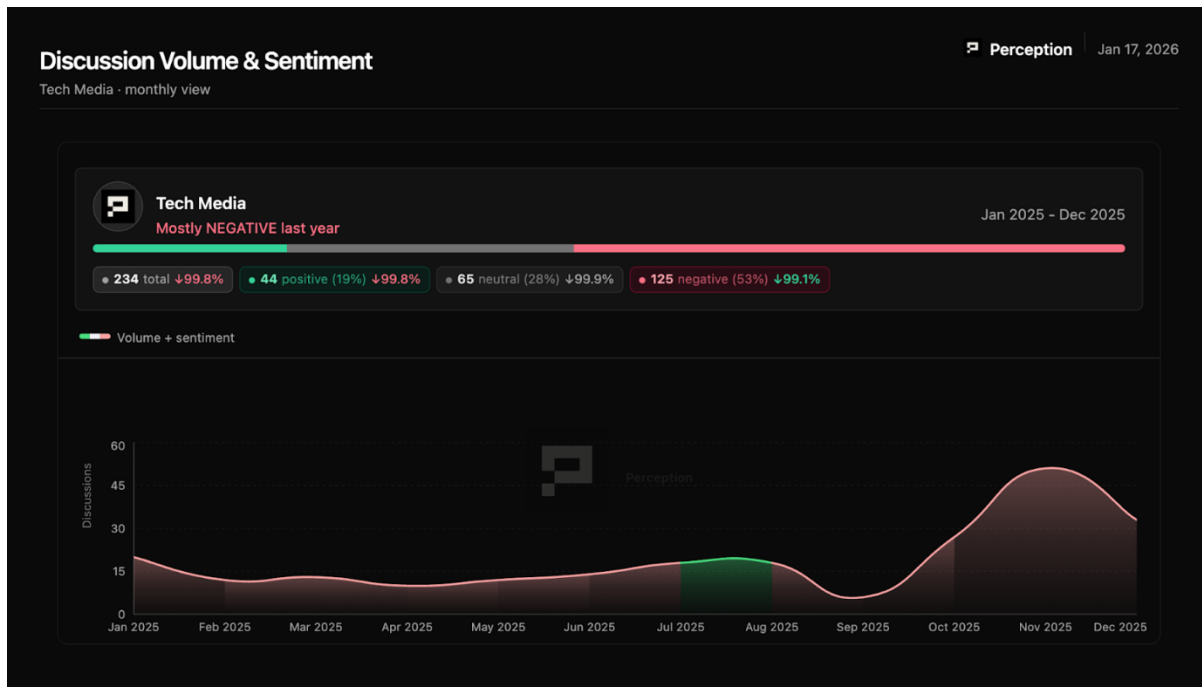 Discussion Volume & Sentiment
Perception
Jan 17, 2026
Tech Media · monthly view
Tech Media
Mostly NEGATIVE last year
Jan 2025 - Dec 2025
234 total ↓99.8%
44 positive (19%) ↓99.8%
65 neutral (28%) ↓99.9%
125 negative (53%) ↓99.1%
Volume + sentiment
Perception
Discussions
60
45
30
15
0
Jan 2025
Feb 2025
Mar 2025
Apr 2025
May 2025
Jun 2025
Jul 2025
Aug 2025
Sep 2025
Oct 2025
Nov 2025
Dec 2025